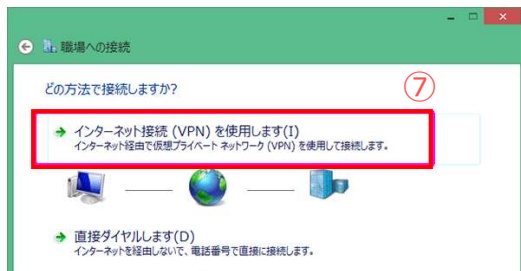 職場への接続
どの方法で接続しますか?
⑦
インターネット接続 (VPN) を使用します(I)
インターネット経由で仮想プライベート ネットワーク (VPN) を使用して接続します。
直接ダイヤルします(D)
インターネットを経由しないで、電話番号で直接に接続します。